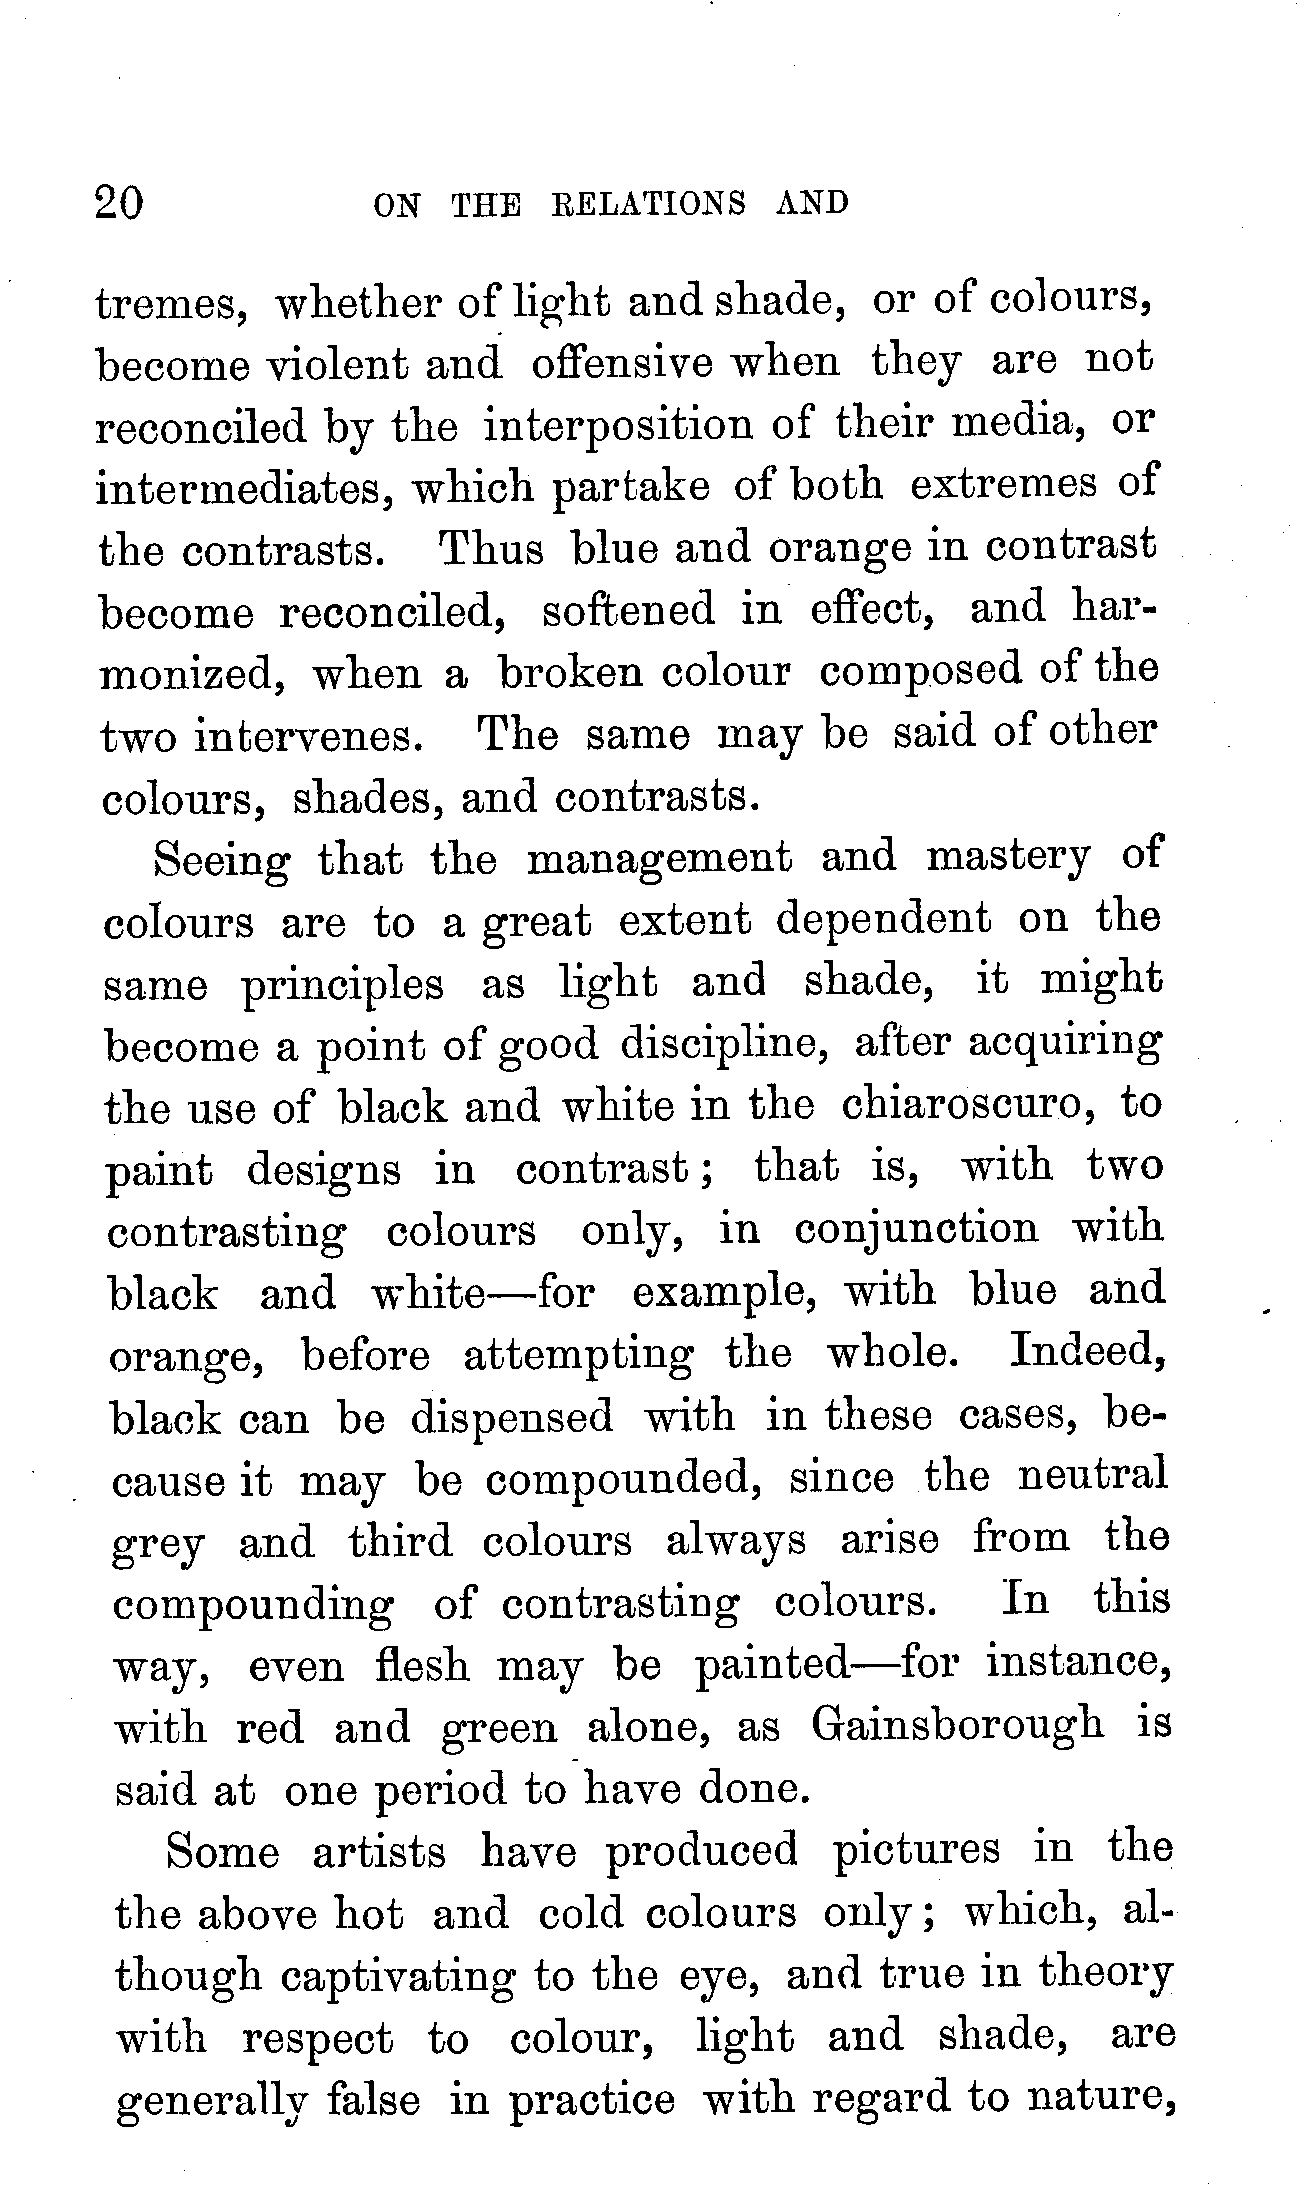 20 ON THE RELATIONS AND
tremes, whether of light and shade, or of colours,
become violent and offensive when they are not
reconciled by the interposition of their media, or
intermediates, which partake of both extremes of
the contrasts. Thus blue and orange in contrast
become reconciled, softened in effect, and har-
monized, when a broken colour composed of the
two intervenes. The same may be said of other
colours, shades, and contrasts.
Seeing that the management and mastery of
colours are to a great extent dependent on the
same principles as light and shade, it might
become a point of good discipline, after acquiring
the use of black and white in the chiaroscuro, to
paint designs in contrast; that is, with two
contrasting colours only, in conjunction with
black and white—for example, with blue and
orange, before attempting the whole. Indeed,
black can be dispensed with in these cases, be-
cause it may be compounded, since the neutral
grey and third colours always arise from the
compounding of contrasting colours. In this
way, even flesh may be painted—for instance,
with red and green alone, as Gainsborough is
said at one period to have done.
Some artists have produced pictures in the
the above hot and cold colours only; which, al-
though captivating to the eye, and true in theory
with respect to colour, light and shade, are
generally false in practice with regard to nature,